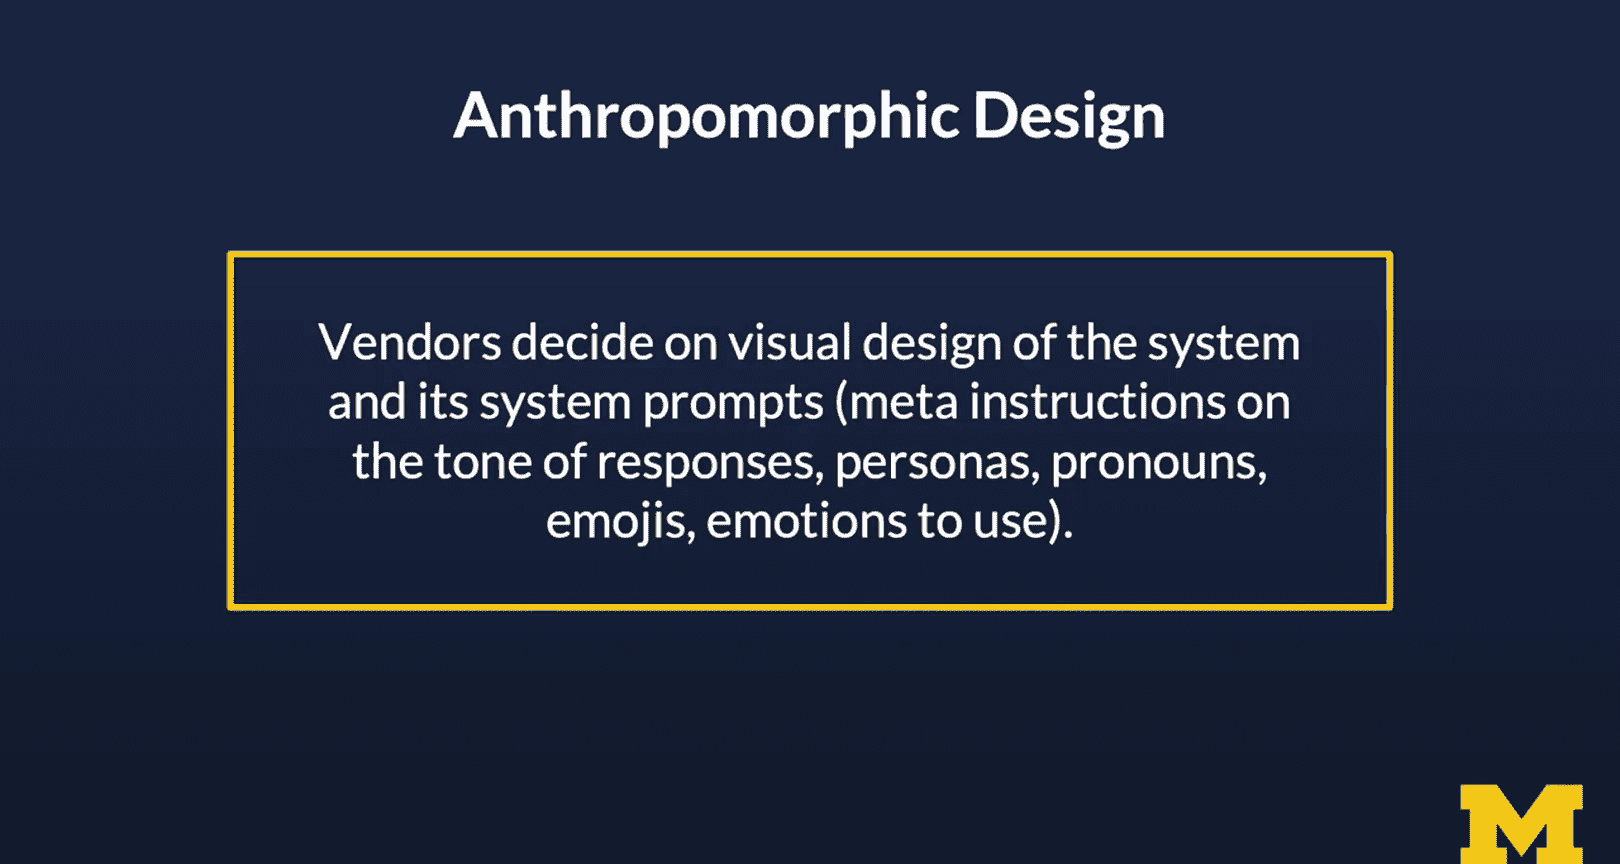 Anthropomorphic Design
Vendors decide on visual design of the system
and its system prompts (meta instructions on
the tone of responses, personas, pronouns,
emojis, emotions to use).
M